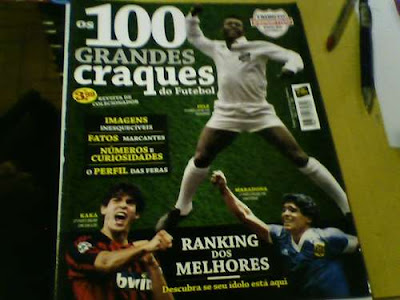 OS 100
GRANDES
craques
do Futebol
REVISTA DE
COLECIONADOR
PELÉ
IMAGENS
INESQUECÍVEIS
FATOS MARCANTES
NÚMEROS E
CURIOSIDADES
O PERFIL DAS FERAS
KAKÁ
MARADONA
bwin
RANKING
DOS
MELHORES
Descubra se seu ídolo está aqui